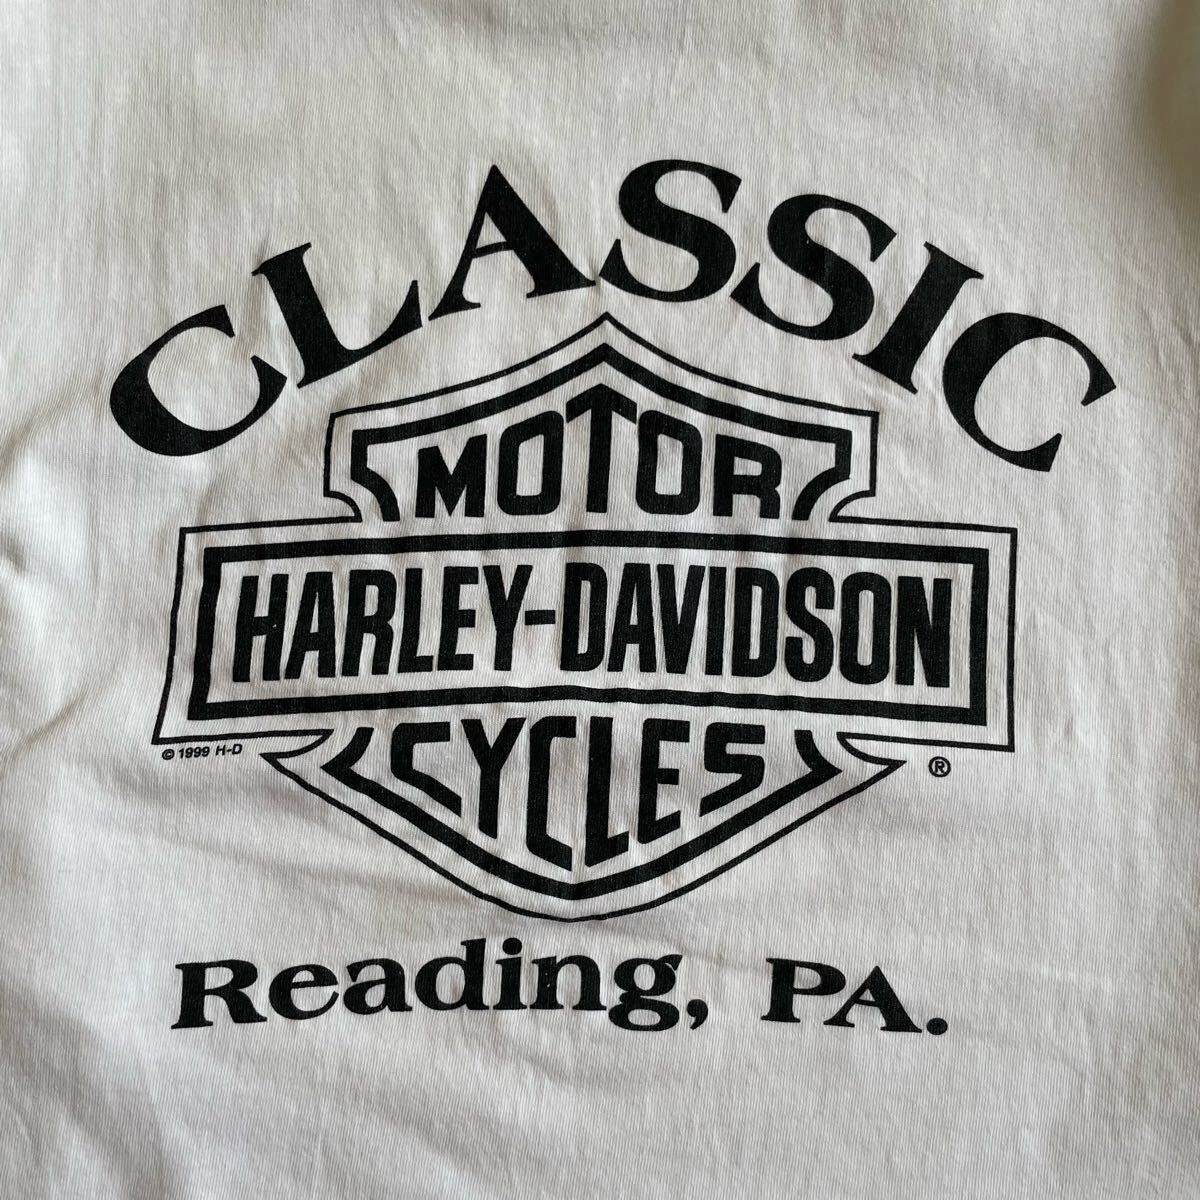 CLASSIC
MOTOR
HARLEY-DAVIDSON
CYCLES
© 1999 H-D
®
Reading, PA.